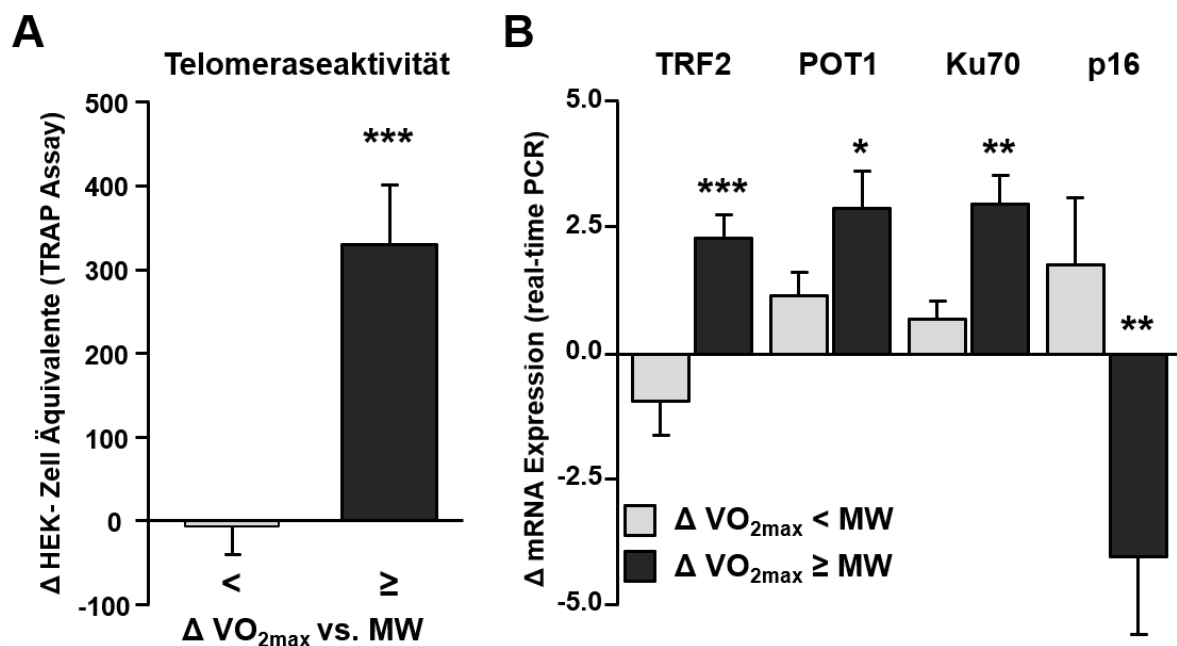 A
Telomeraseaktivität
Δ HEK- Zell Äquivalente (TRAP Assay)
500
400
300
200
100
0
-100
***
< ≥
Δ VO2max vs. MW
B
TRF2 POT1 Ku70 p16
Δ mRNA Expression (real-time PCR)
5.0
2.5
0.0
-2.5
-5.0
*** * ** **
Δ VO2max < MW
Δ VO2max ≥ MW